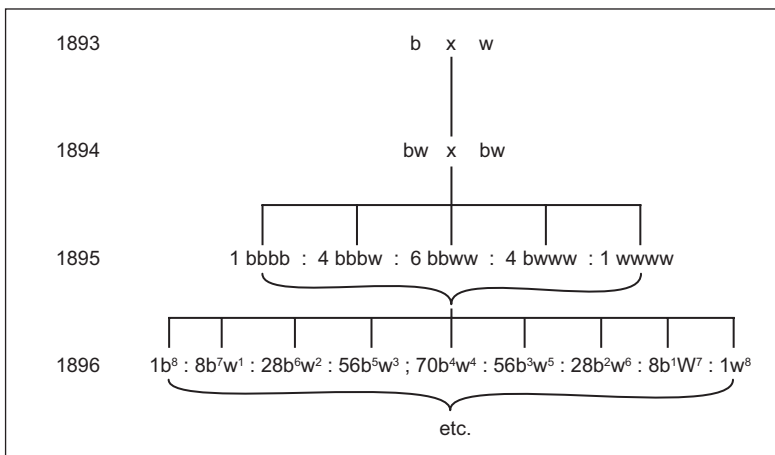 1893 b x w
1894 bw x bw
1895 1 bbbb : 4 bbbw : 6 bbww : 4 bwww : 1 wwww
1896 1b⁸ : 8b⁷w¹ : 28b⁶w² : 56b⁵w³ ; 70b⁴w⁴ : 56b³w⁵ : 28b²w⁶ : 8b¹W⁷ : 1w⁸
etc.